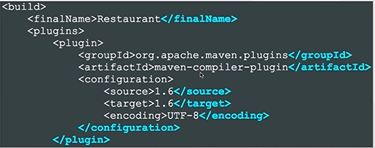 <build>
<finalName>Restaurant</finalName>
<plugins>
<plugin>
<groupId>org.apache.maven.plugins</groupId>
<artifactId>maven-compiler-plugin</artifactId>
<configuration>
<source>1.6</source>
<target>1.6</target>
<encoding>UTF-8</encoding>
</configuration>
</plugin>